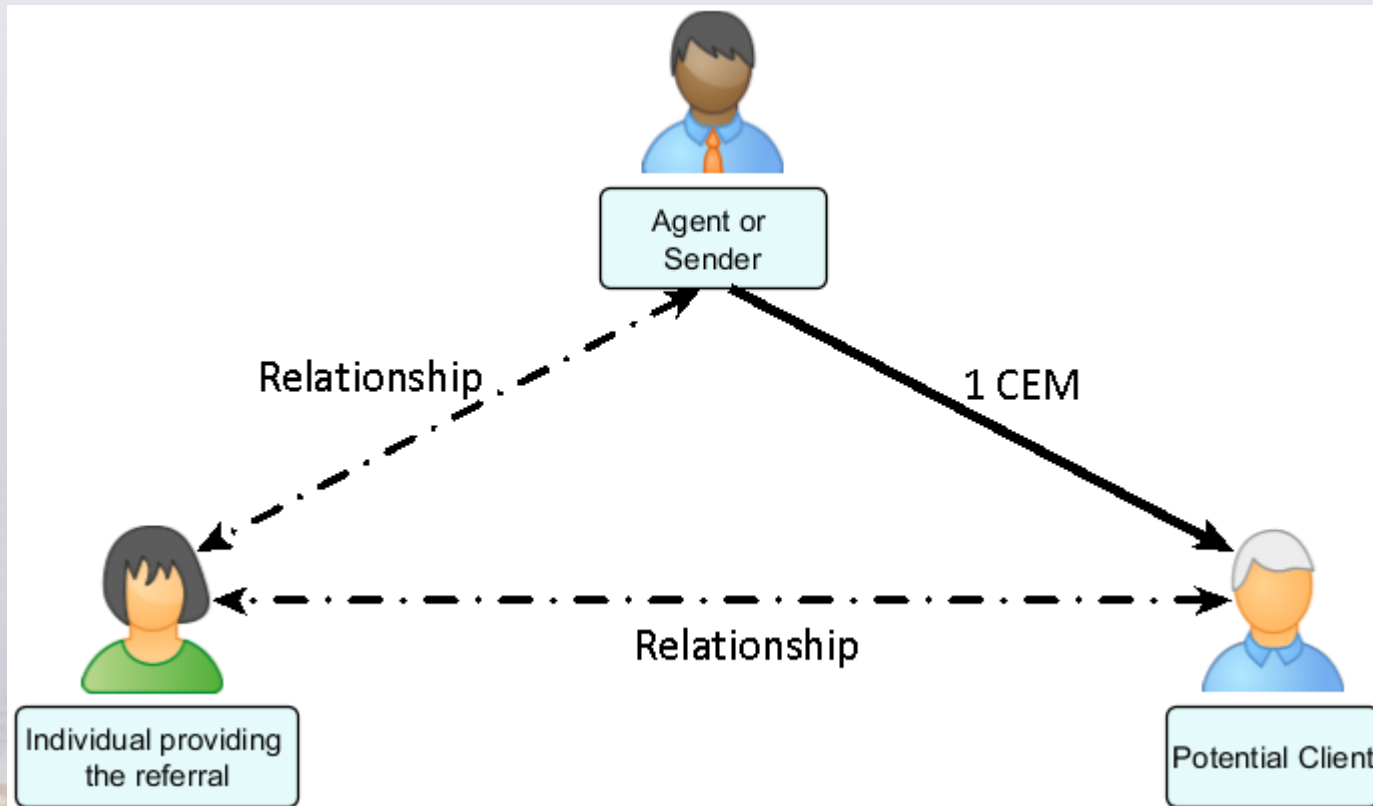 Agent or
Sender
Relationship
1 CEM
Relationship
Individual providing
the referral
Potential Client